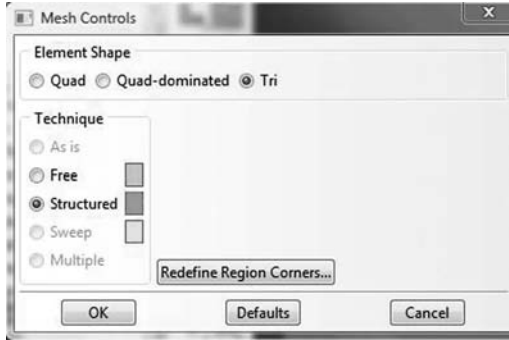 Mesh Controls
Element Shape
Quad Quad-dominated Tri
Technique
As is
Free
Structured
Sweep
Multiple
Redefine Region Corners...
OK Defaults Cancel